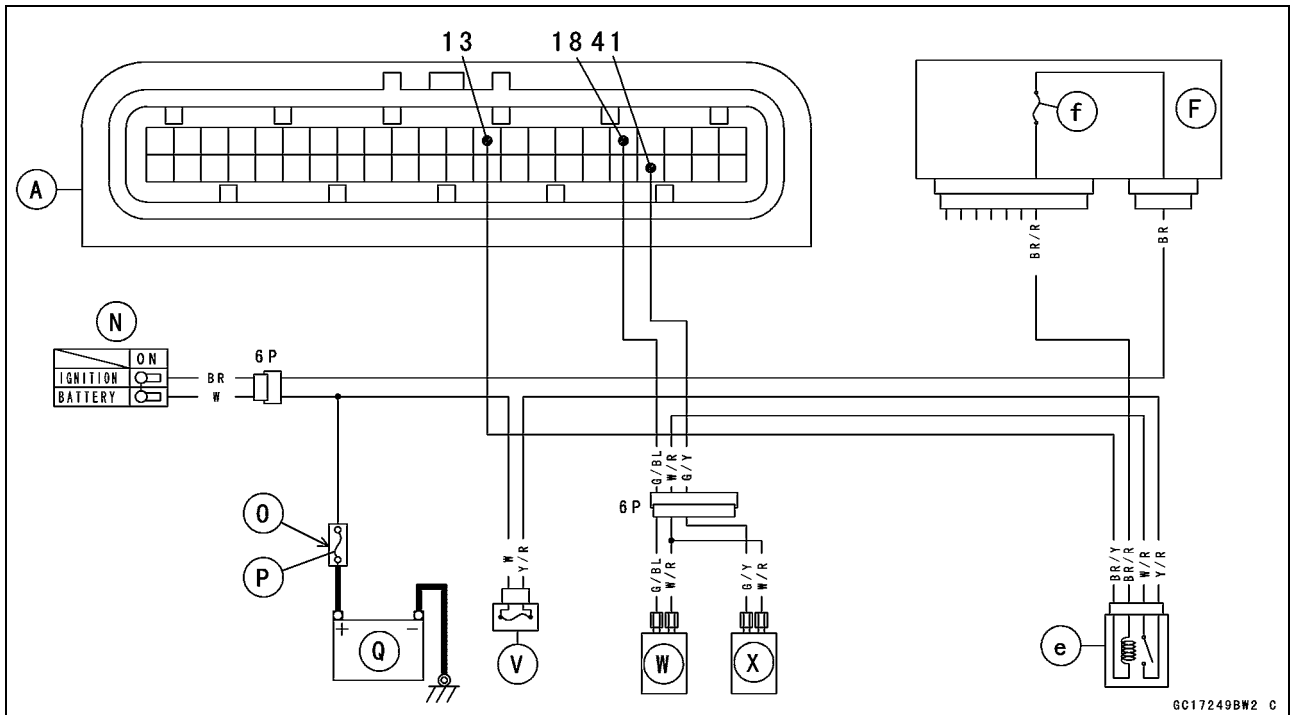 13
18 41
A
f
F
BR/R
BR
N
ON
IGNITION
BATTERY
BR
W
6P
O
P
Q
+
-
W
Y/R
V
G/BL
W/R
G/Y
6P
G/BL
W/R
G/Y
W/R
W
X
BR/Y
BR/R
W/R
Y/R
e
GC17249BW2 C